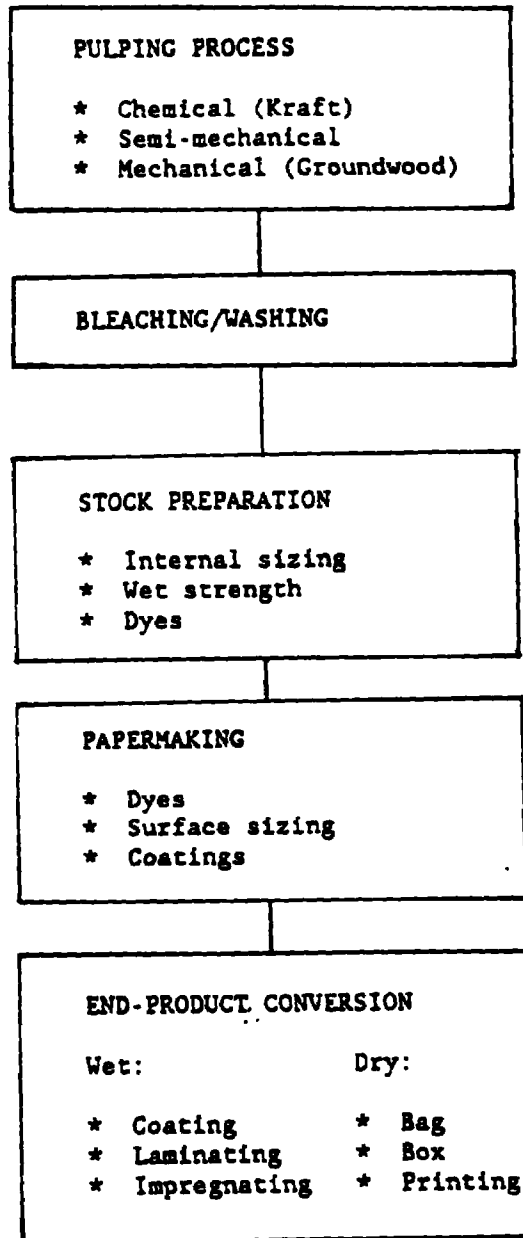 PULPING PROCESS
* Chemical (Kraft)
* Semi-mechanical
* Mechanical (Groundwood)
BLEACHING/WASHING
STOCK PREPARATION
* Internal sizing
* Wet strength
* Dyes
PAPERMAKING
* Dyes
* Surface sizing
* Coatings
END-PRODUCT CONVERSION
Wet: Dry:
* Coating * Bag
* Laminating * Box
* Impregnating * Printing